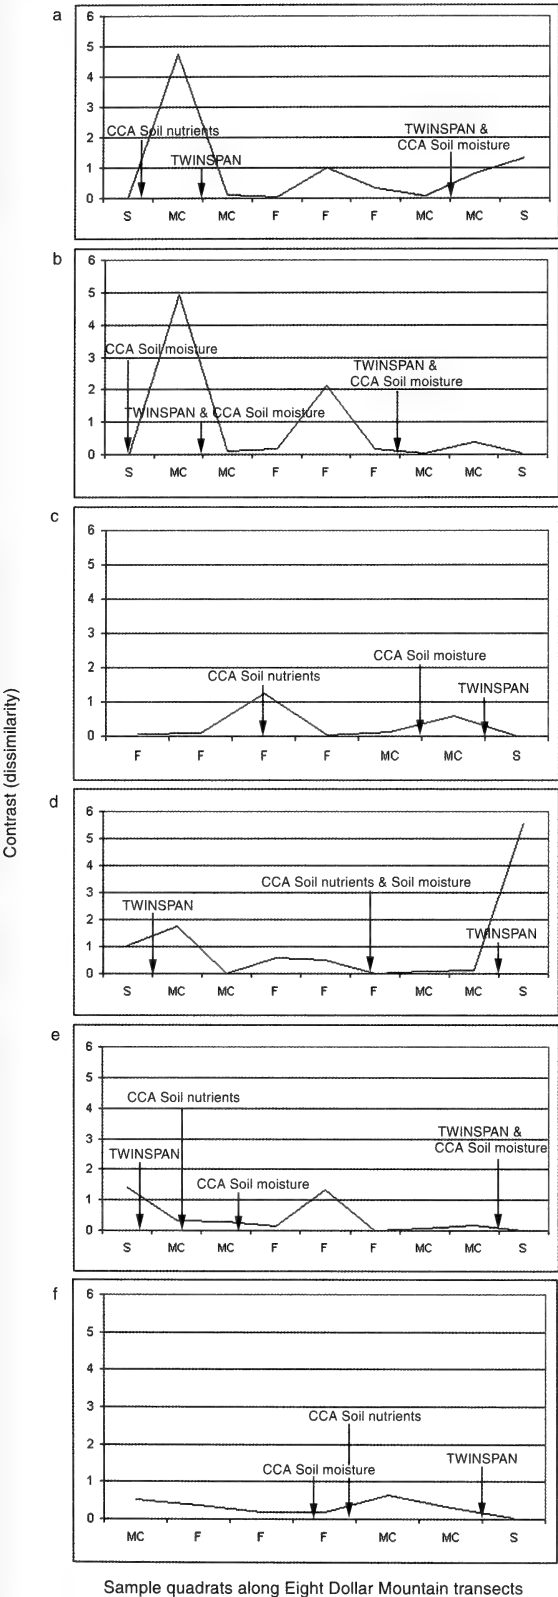 a
6
5
4
3
2
1
0
CCA Soil nutrients
TWINSPAN
TWINSPAN &
CCA Soil moisture
S MC MC F F F MC MC S
b
6
5
4
3
2
1
0
CCA Soil moisture
TWINSPAN & CCA Soil moisture
TWINSPAN &
CCA Soil moisture
S MC MC F F F MC MC S
c
6
5
4
3
2
1
0
CCA Soil nutrients
CCA Soil moisture
TWINSPAN
F F F F MC MC S
Contrast (dissimilarity)
d
6
5
4
3
2
1
0
TWINSPAN
CCA Soil nutrients & Soil moisture
TWINSPAN
S MC MC F F F MC MC S
e
6
5
4
3
2
1
0
CCA Soil nutrients
TWINSPAN
CCA Soil moisture
TWINSPAN &
CCA Soil moisture
S MC MC F F F MC MC S
f
6
5
4
3
2
1
0
CCA Soil nutrients
CCA Soil moisture
TWINSPAN
MC F F F MC MC S
Sample quadrats along Eight Dollar Mountain transects